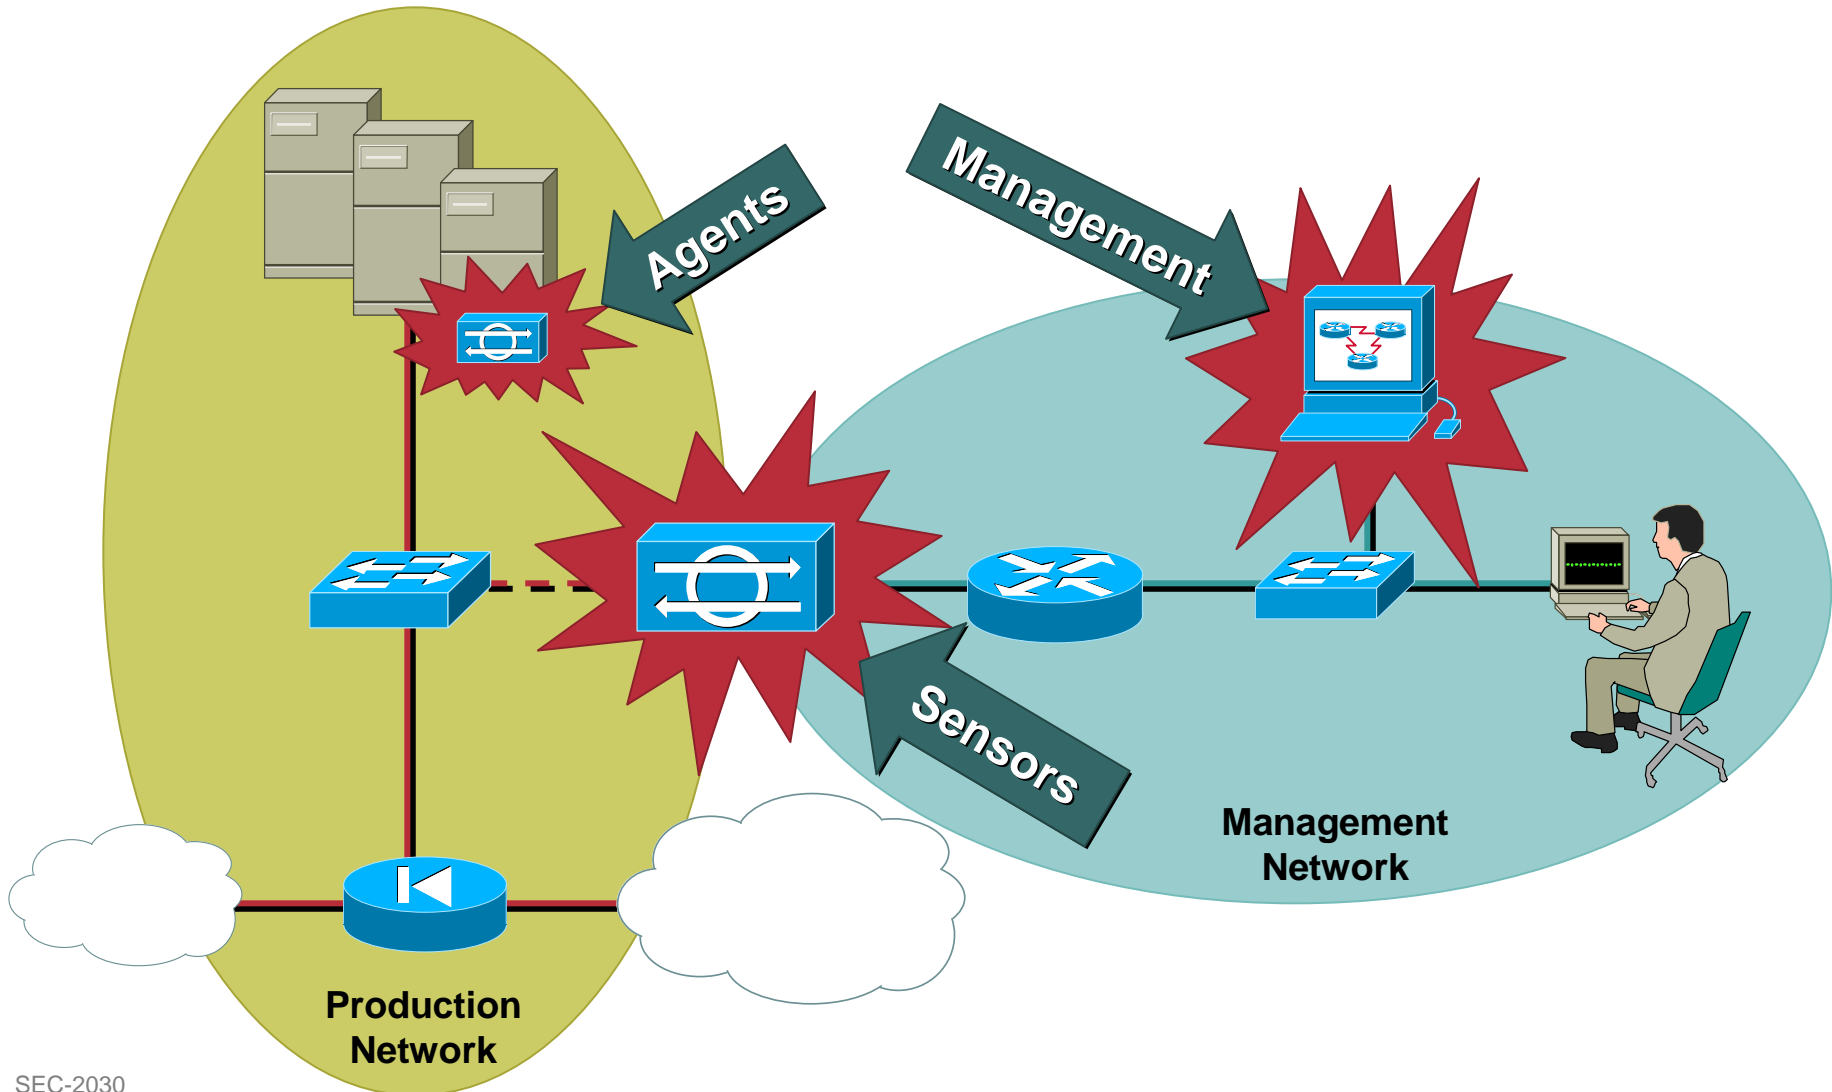 Agents
Management
Sensors
Management
Network
Production
Network
SEC-2030